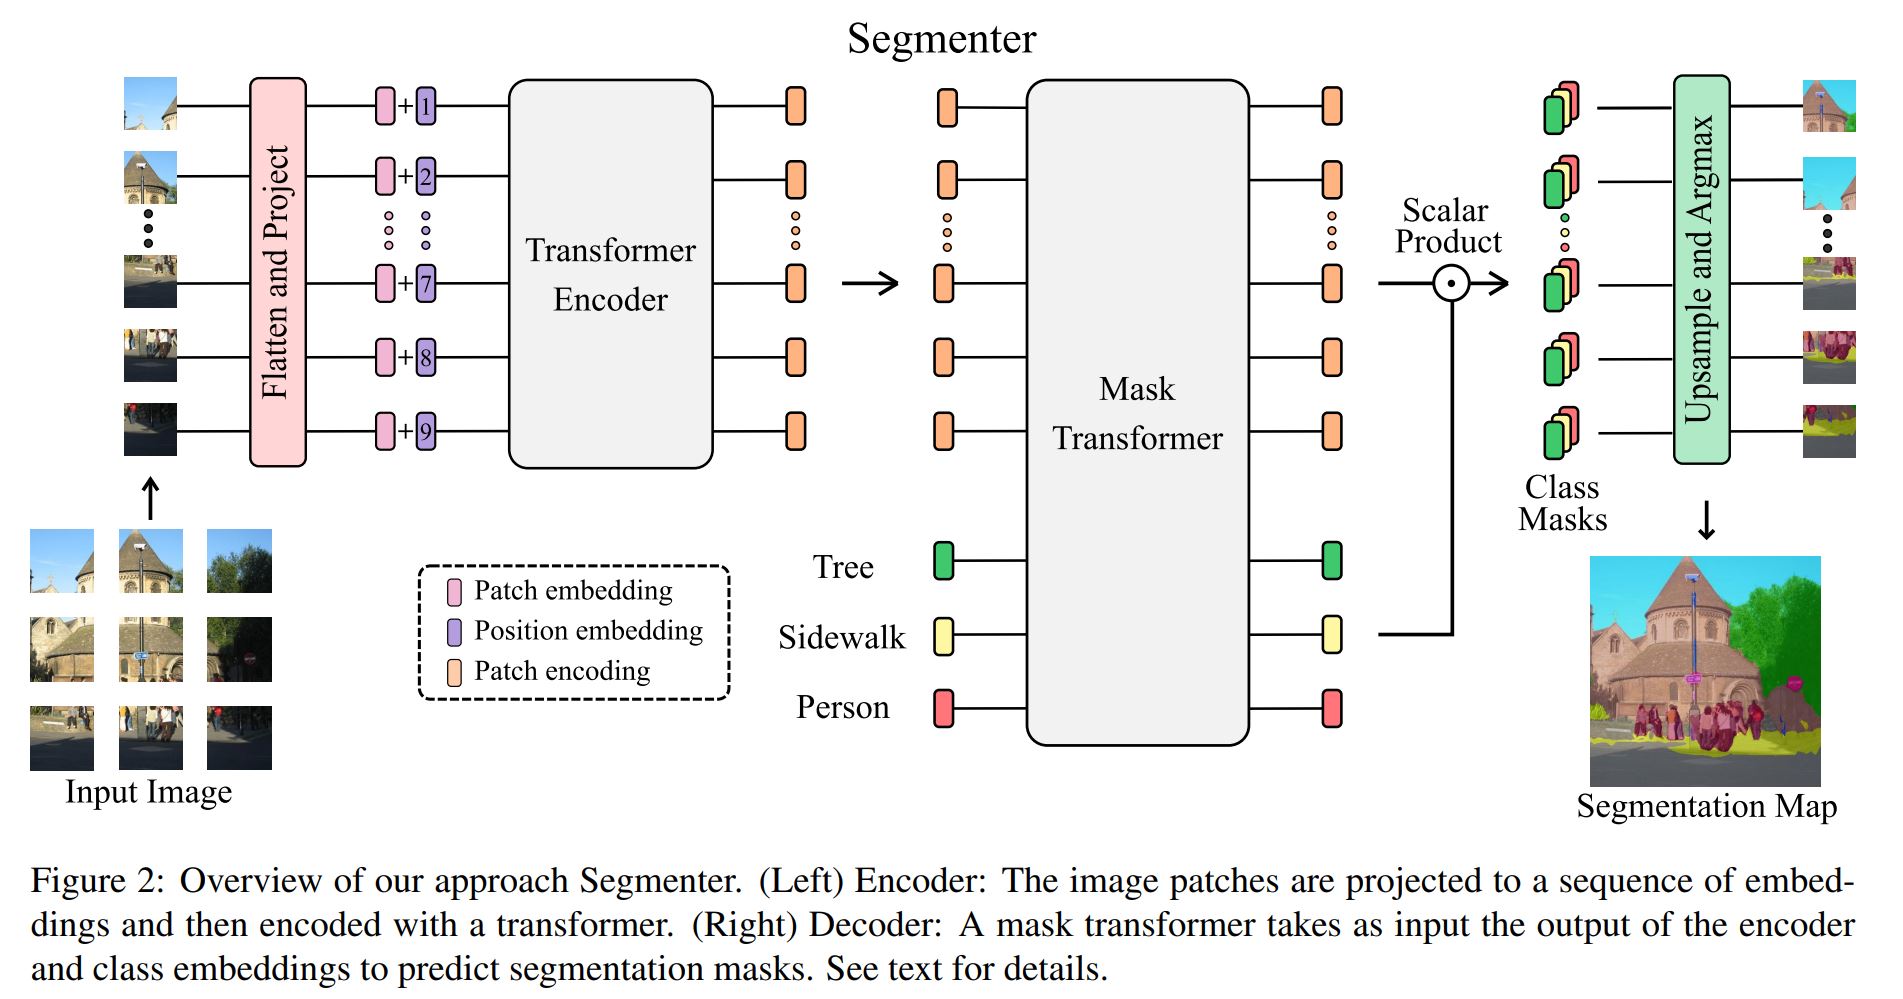 Segmenter
Flatten and Project
+1
+2
+7
+8
+9
Transformer
Encoder
Mask
Transformer
Scalar
Product
Upsample and Argmax
Class
Masks
Tree
Sidewalk
Person
Patch embedding
Position embedding
Patch encoding
Input Image
Segmentation Map
Figure 2: Overview of our approach Segmenter. (Left) Encoder: The image patches are projected to a sequence of embed-
dings and then encoded with a transformer. (Right) Decoder: A mask transformer takes as input the output of the encoder
and class embeddings to predict segmentation masks. See text for details.